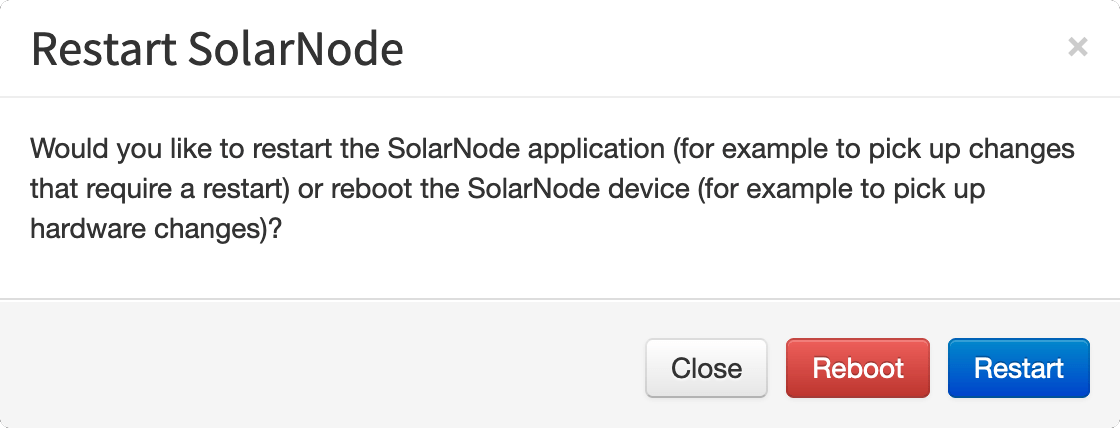 Restart SolarNode
×
Would you like to restart the SolarNode application (for example to pick up changes
that require a restart) or reboot the SolarNode device (for example to pick up
hardware changes)?
Close
Reboot
Restart